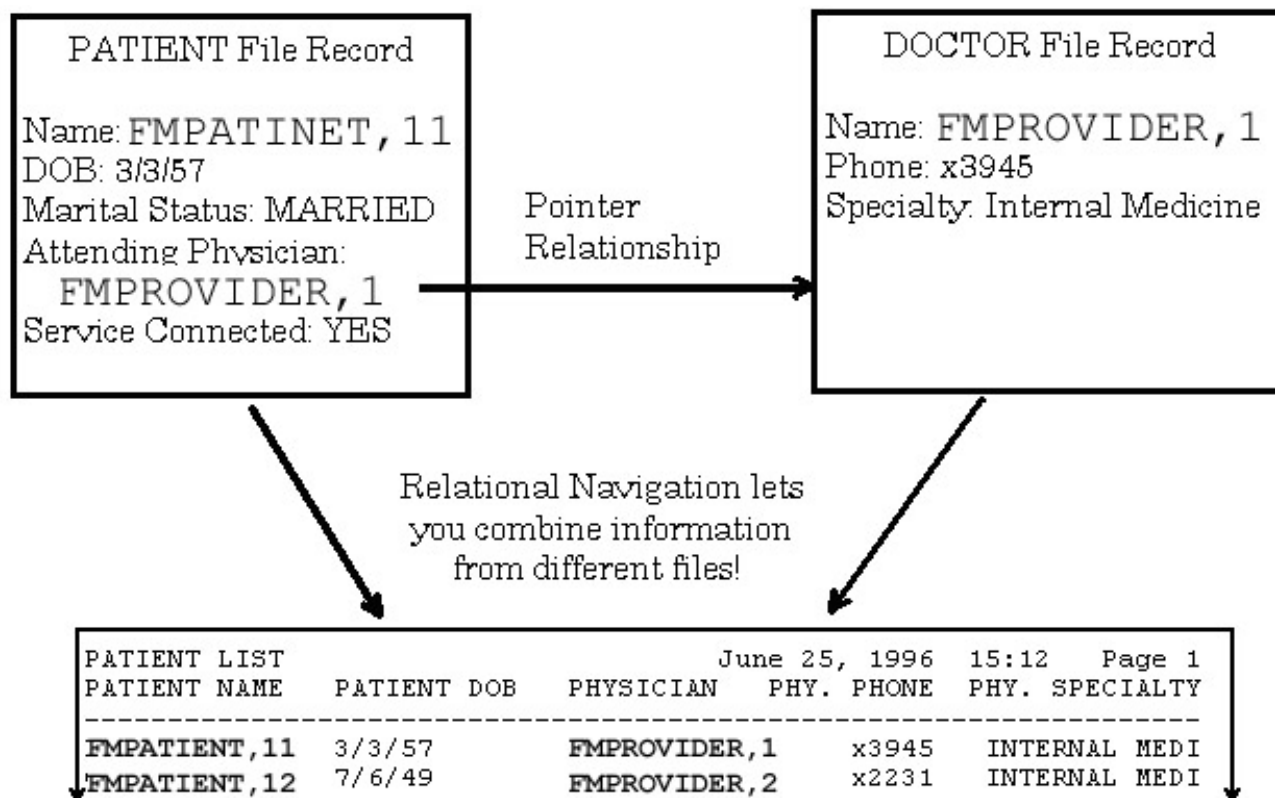 PATIENT File Record
Name: FMPATINET,11
DOB: 3/3/57
Marital Status: MARRIED
Attending Physician:
FMPROVIDER,1
Service Connected: YES
Pointer
Relationship
DOCTOR File Record
Name: FMPROVIDER,1
Phone: x3945
Specialty: Internal Medicine
Relational Navigation lets
you combine information
from different files!
PATIENT LIST June 25, 1996 15:12 Page 1
PATIENT NAME PATIENT DOB PHYSICIAN PHY. PHONE PHY. SPECIALTY
--------------------------------------------------------------------
FMPATIENT,11 3/3/57 FMPROVIDER,1 x3945 INTERNAL MEDI
FMPATIENT,12 7/6/49 FMPROVIDER,2 x2231 INTERNAL MEDI